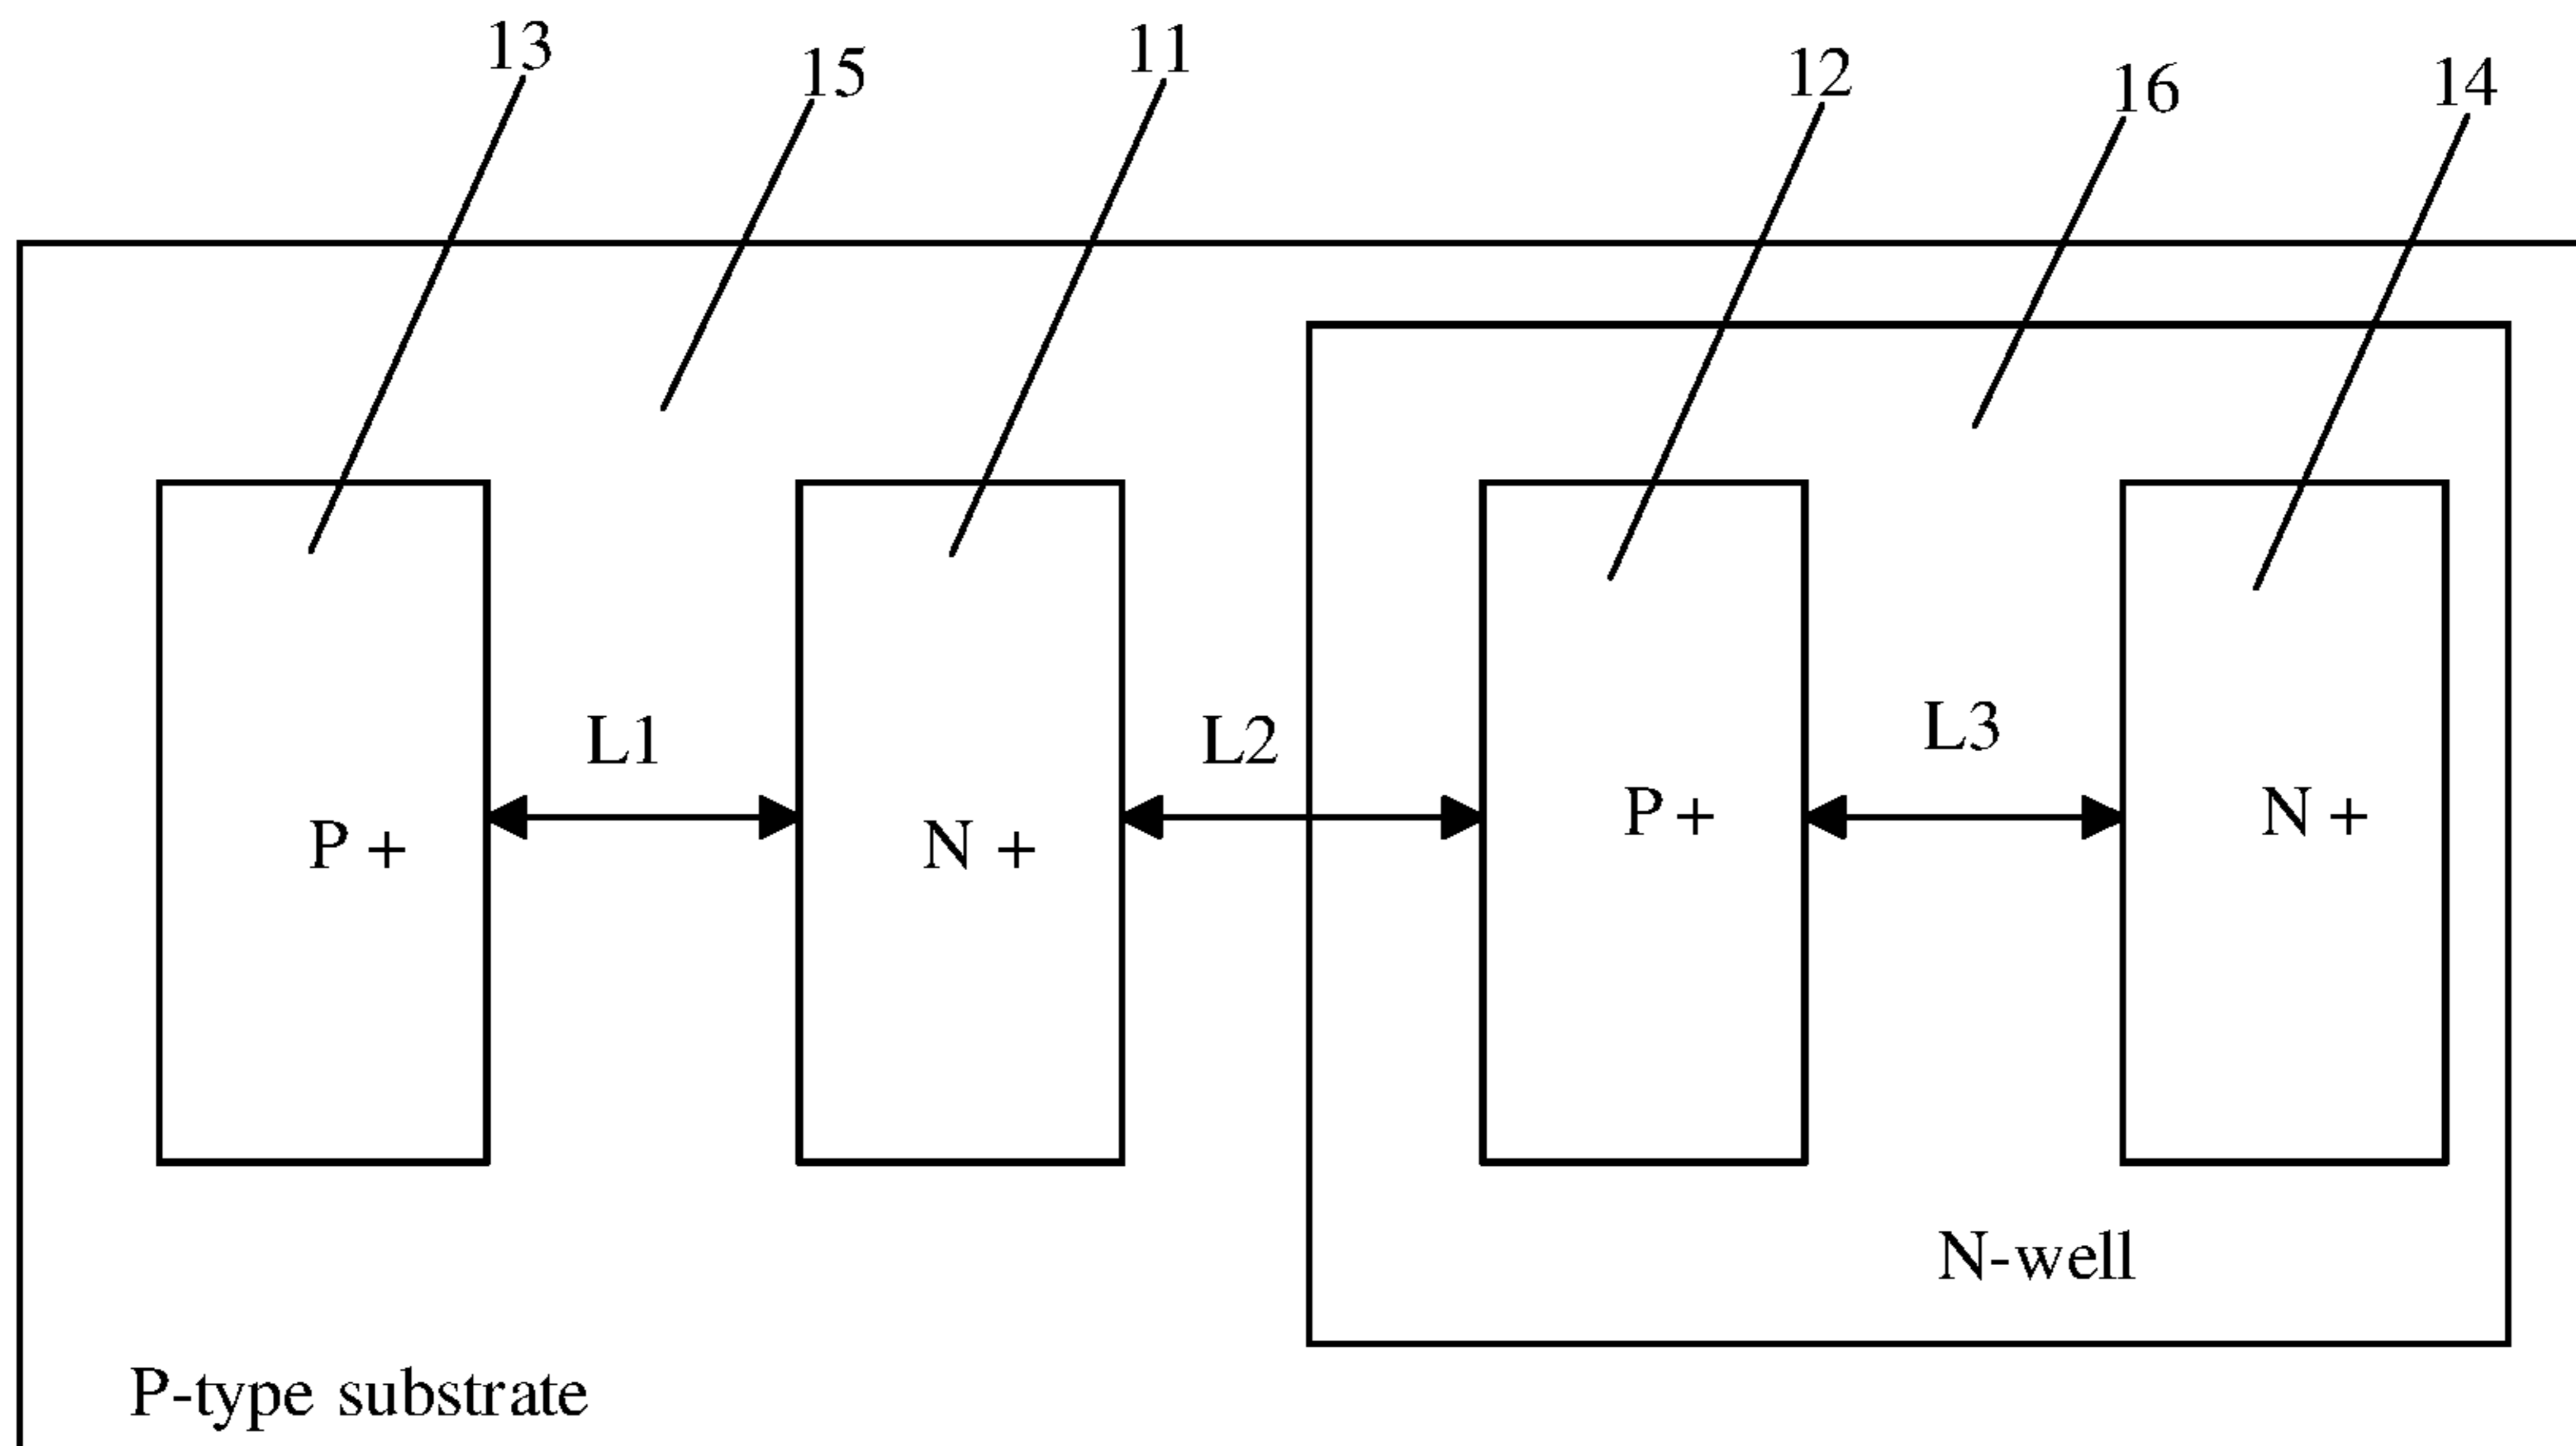 13
15
11
12
16
14
L1
L2
L3
P +
N +
P +
N +
N-well
P-type substrate